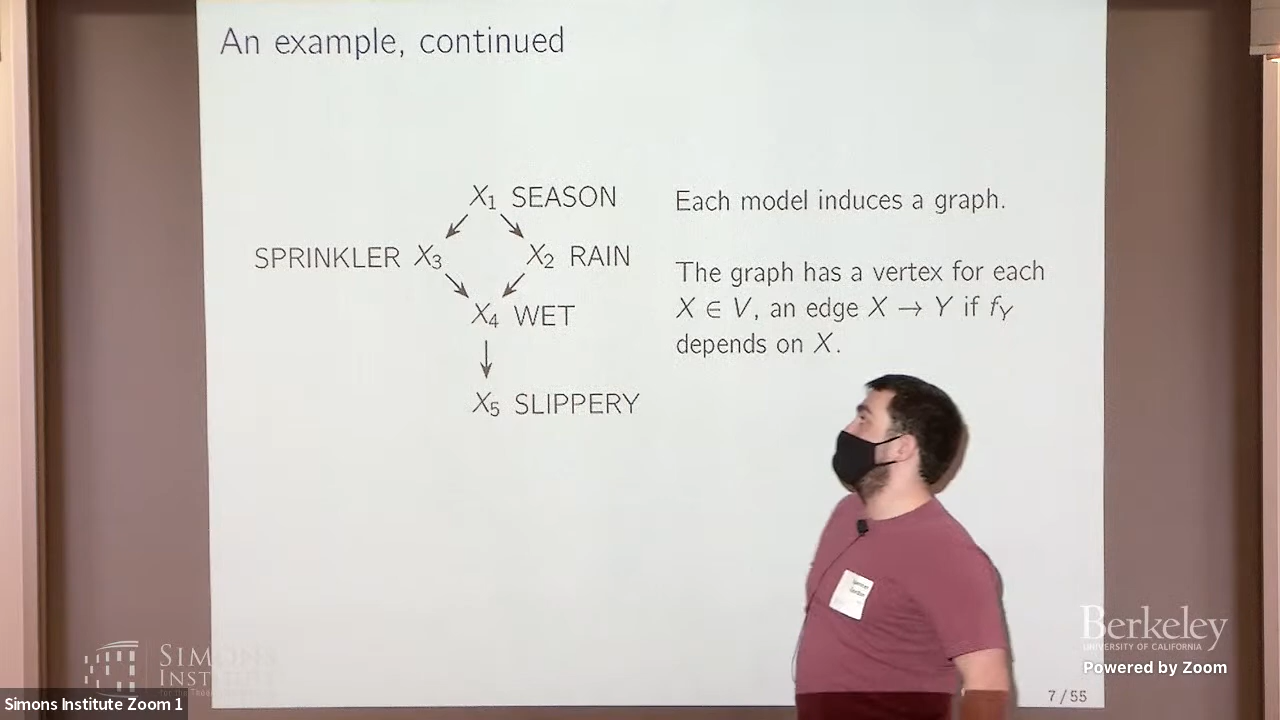 An example, continued
X₁ SEASON
SPRINKLER X₃
X₂ RAIN
X₄ WET
X₅ SLIPPERY
Each model induces a graph.
The graph has a vertex for each
X ∈ V, an edge X → Y if f_Y
depends on X.
Berkeley
UNIVERSITY OF CALIFORNIA
Powered by Zoom
SIMONS
INSTITUTE
Simons Institute Zoom 1
7 / 55